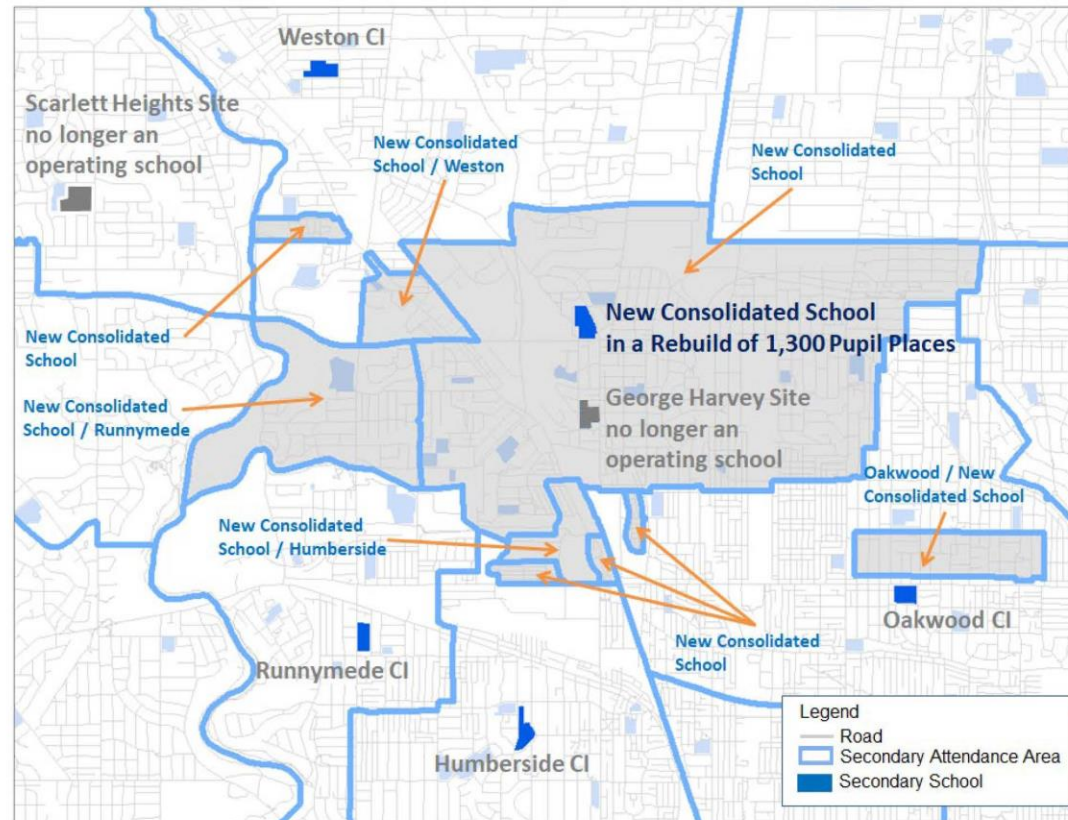 Weston CI
Scarlett Heights Site
no longer an
operating school
New Consolidated
School / Weston
New Consolidated
School
New Consolidated School
in a Rebuild of 1,300 Pupil Places
New Consolidated
School
New Consolidated
School / Runnymede
George Harvey Site
no longer an
operating school
Oakwood / New
Consolidated School
New Consolidated
School / Humberside
Oakwood CI
New Consolidated
School
Runnymede CI
Humberside CI
Legend
Road
Secondary Attendance Area
Secondary School